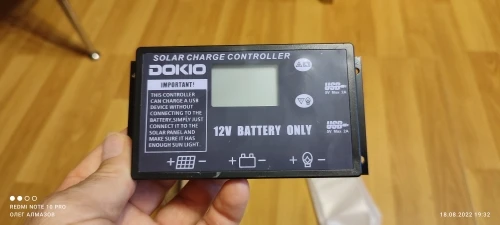 SOLAR CHARGE CONTROLLER
DOKIO
IMPORTANT!
THIS CONTROLLER
CAN CHARGE A USB
DEVICE WITHOUT
CONNECTING TO THE
BATTERY,SIMPLY JUST
CONNECT IT TO THE
SOLAR PANEL AND
MAKE SURE IT HAS
ENOUGH SUN LIGHT.
12V BATTERY ONLY
USB
USB
+ −
+ −
+ −
REDMI NOTE 10 PRO
ОЛЕГ АЛМАЗОВ
18.08.2022 19:32